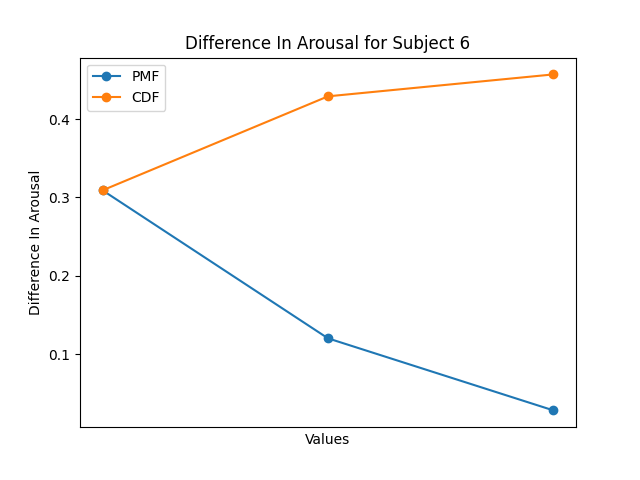 Difference In Arousal for Subject 6
PMF
CDF
0.4
0.3
0.2
0.1
Difference In Arousal
Values